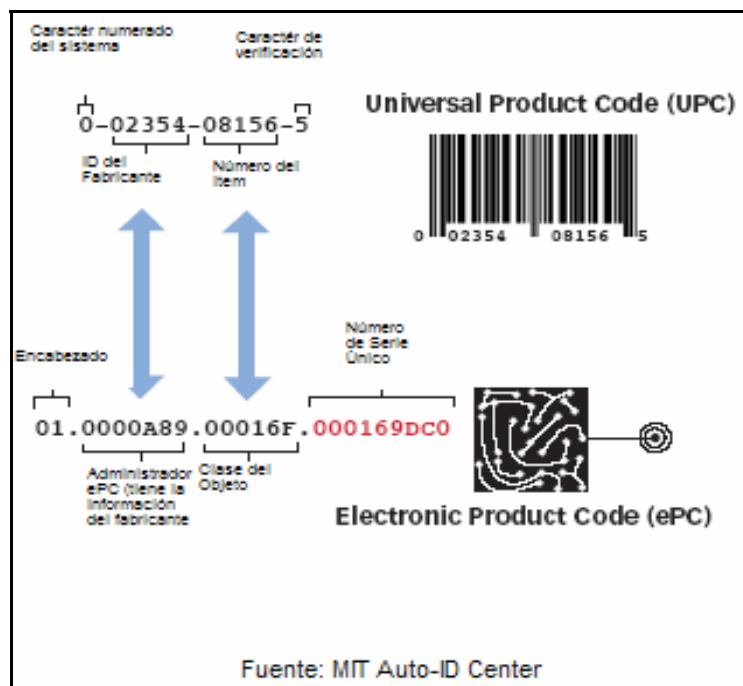 Caractér numerado
del sistema
Caractér de
verificación
0-02354-08156-5
ID del
Fabricante
Número del
Item
Universal Product Code (UPC)
0 02354 08156 5
Encabezado
Número
de Serie
Único
01.0000A89.00016F.000169DC0
Administrador
ePC (tiene la
Información
del fabricante
Clase del
Objeto
Electronic Product Code (ePC)
Fuente: MIT Auto-ID Center